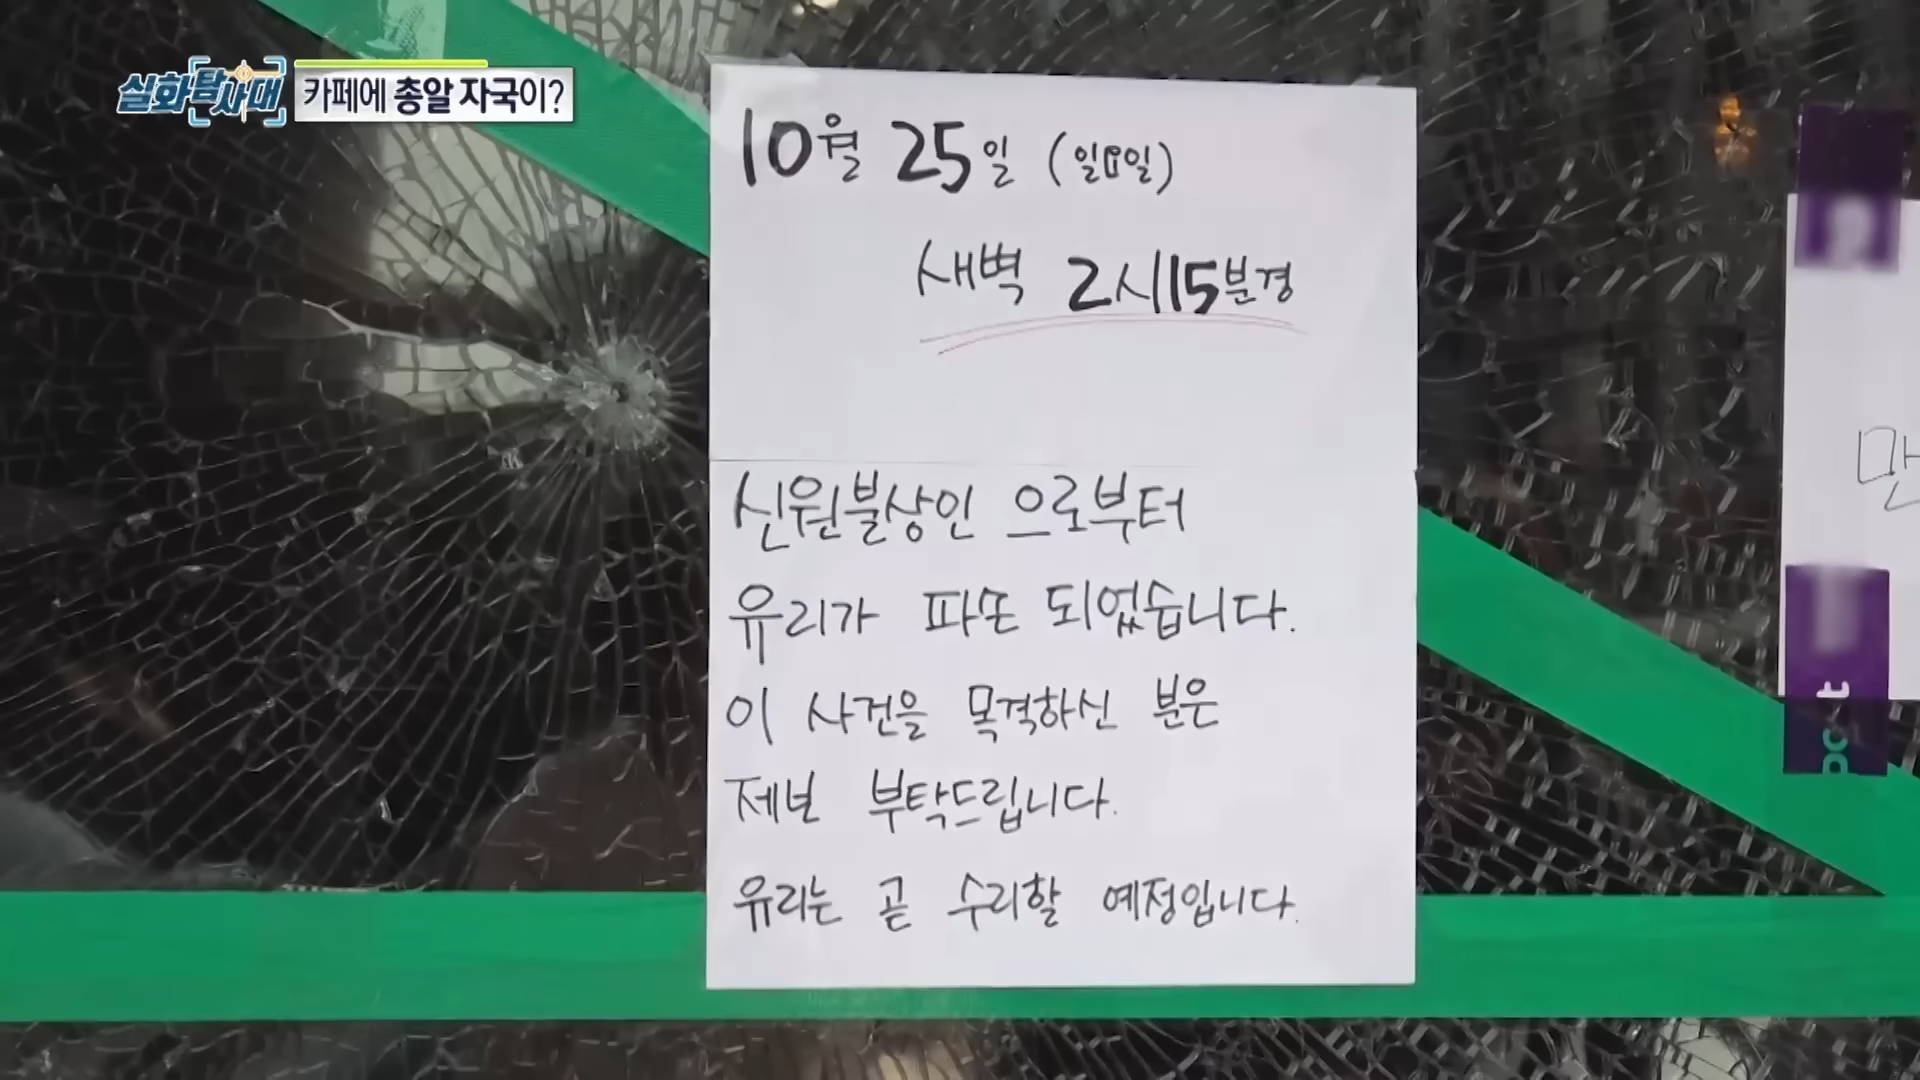 실화탐사대
카페에 총알 자국이?
10월 25일 (일요일)
새벽 2시15분경
신원불상인 으로부터
유리가 파손 되었습니다.
이 사건을 목격하신 분은
제보 부탁드립니다.
유리는 곧 수리할 예정입니다.
맨